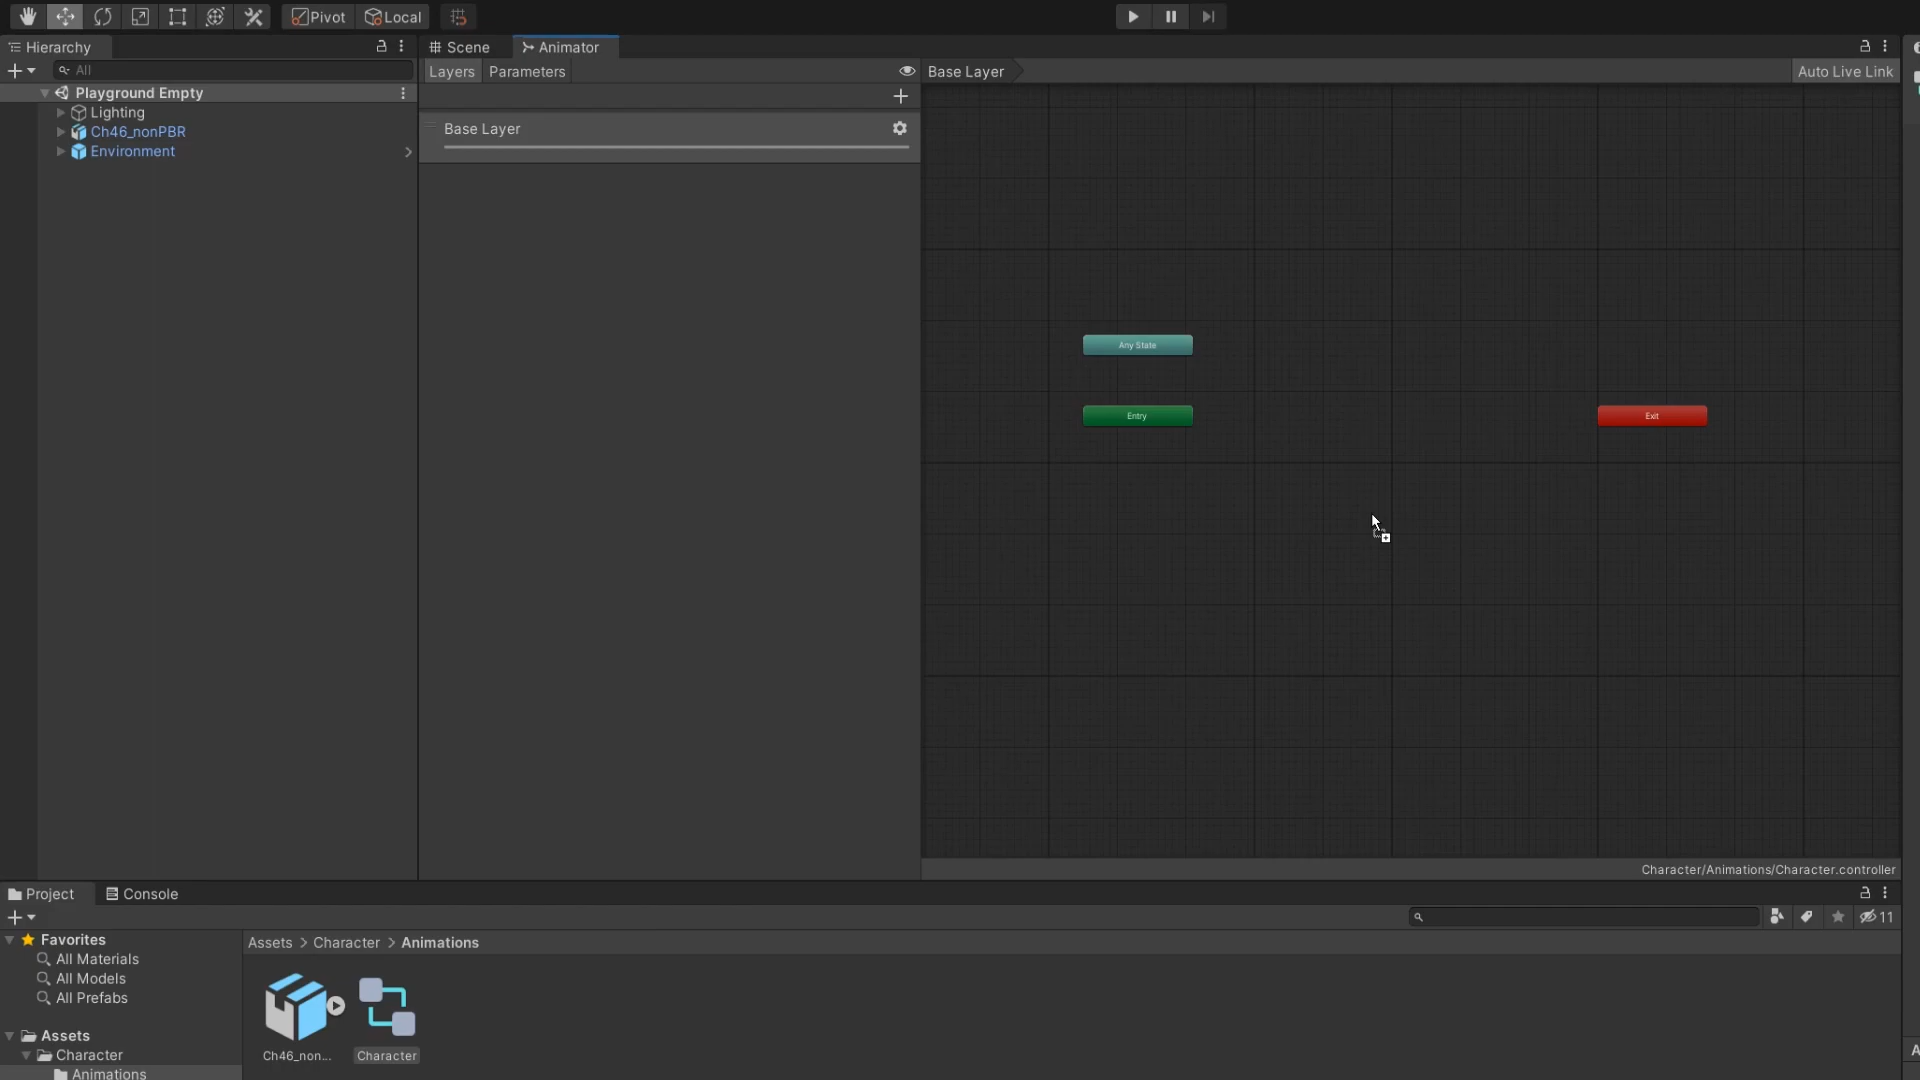 Pivot
Local
Hierarchy
Scene
Animator
All
Layers
Parameters
Base Layer
Auto Live Link
Playground Empty
Lighting
Ch46_nonPBR
Environment
Base Layer
Any State
Entry
Exit
Character/Animations/Character.controller
Project
Console
11
Favorites
All Materials
All Models
All Prefabs
Assets
Character
Animations
Assets > Character > Animations
Ch46_non...
Character